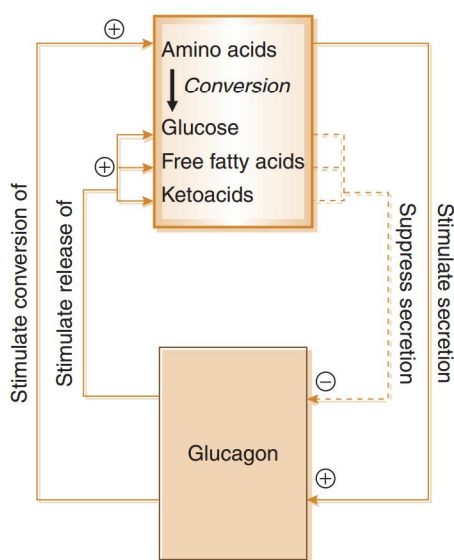 +
Amino acids
Conversion
Glucose
Free fatty acids
+
Ketoacids
Stimulate conversion of
Stimulate release of
Suppress secretion
Stimulate secretion
−
Glucagon
+